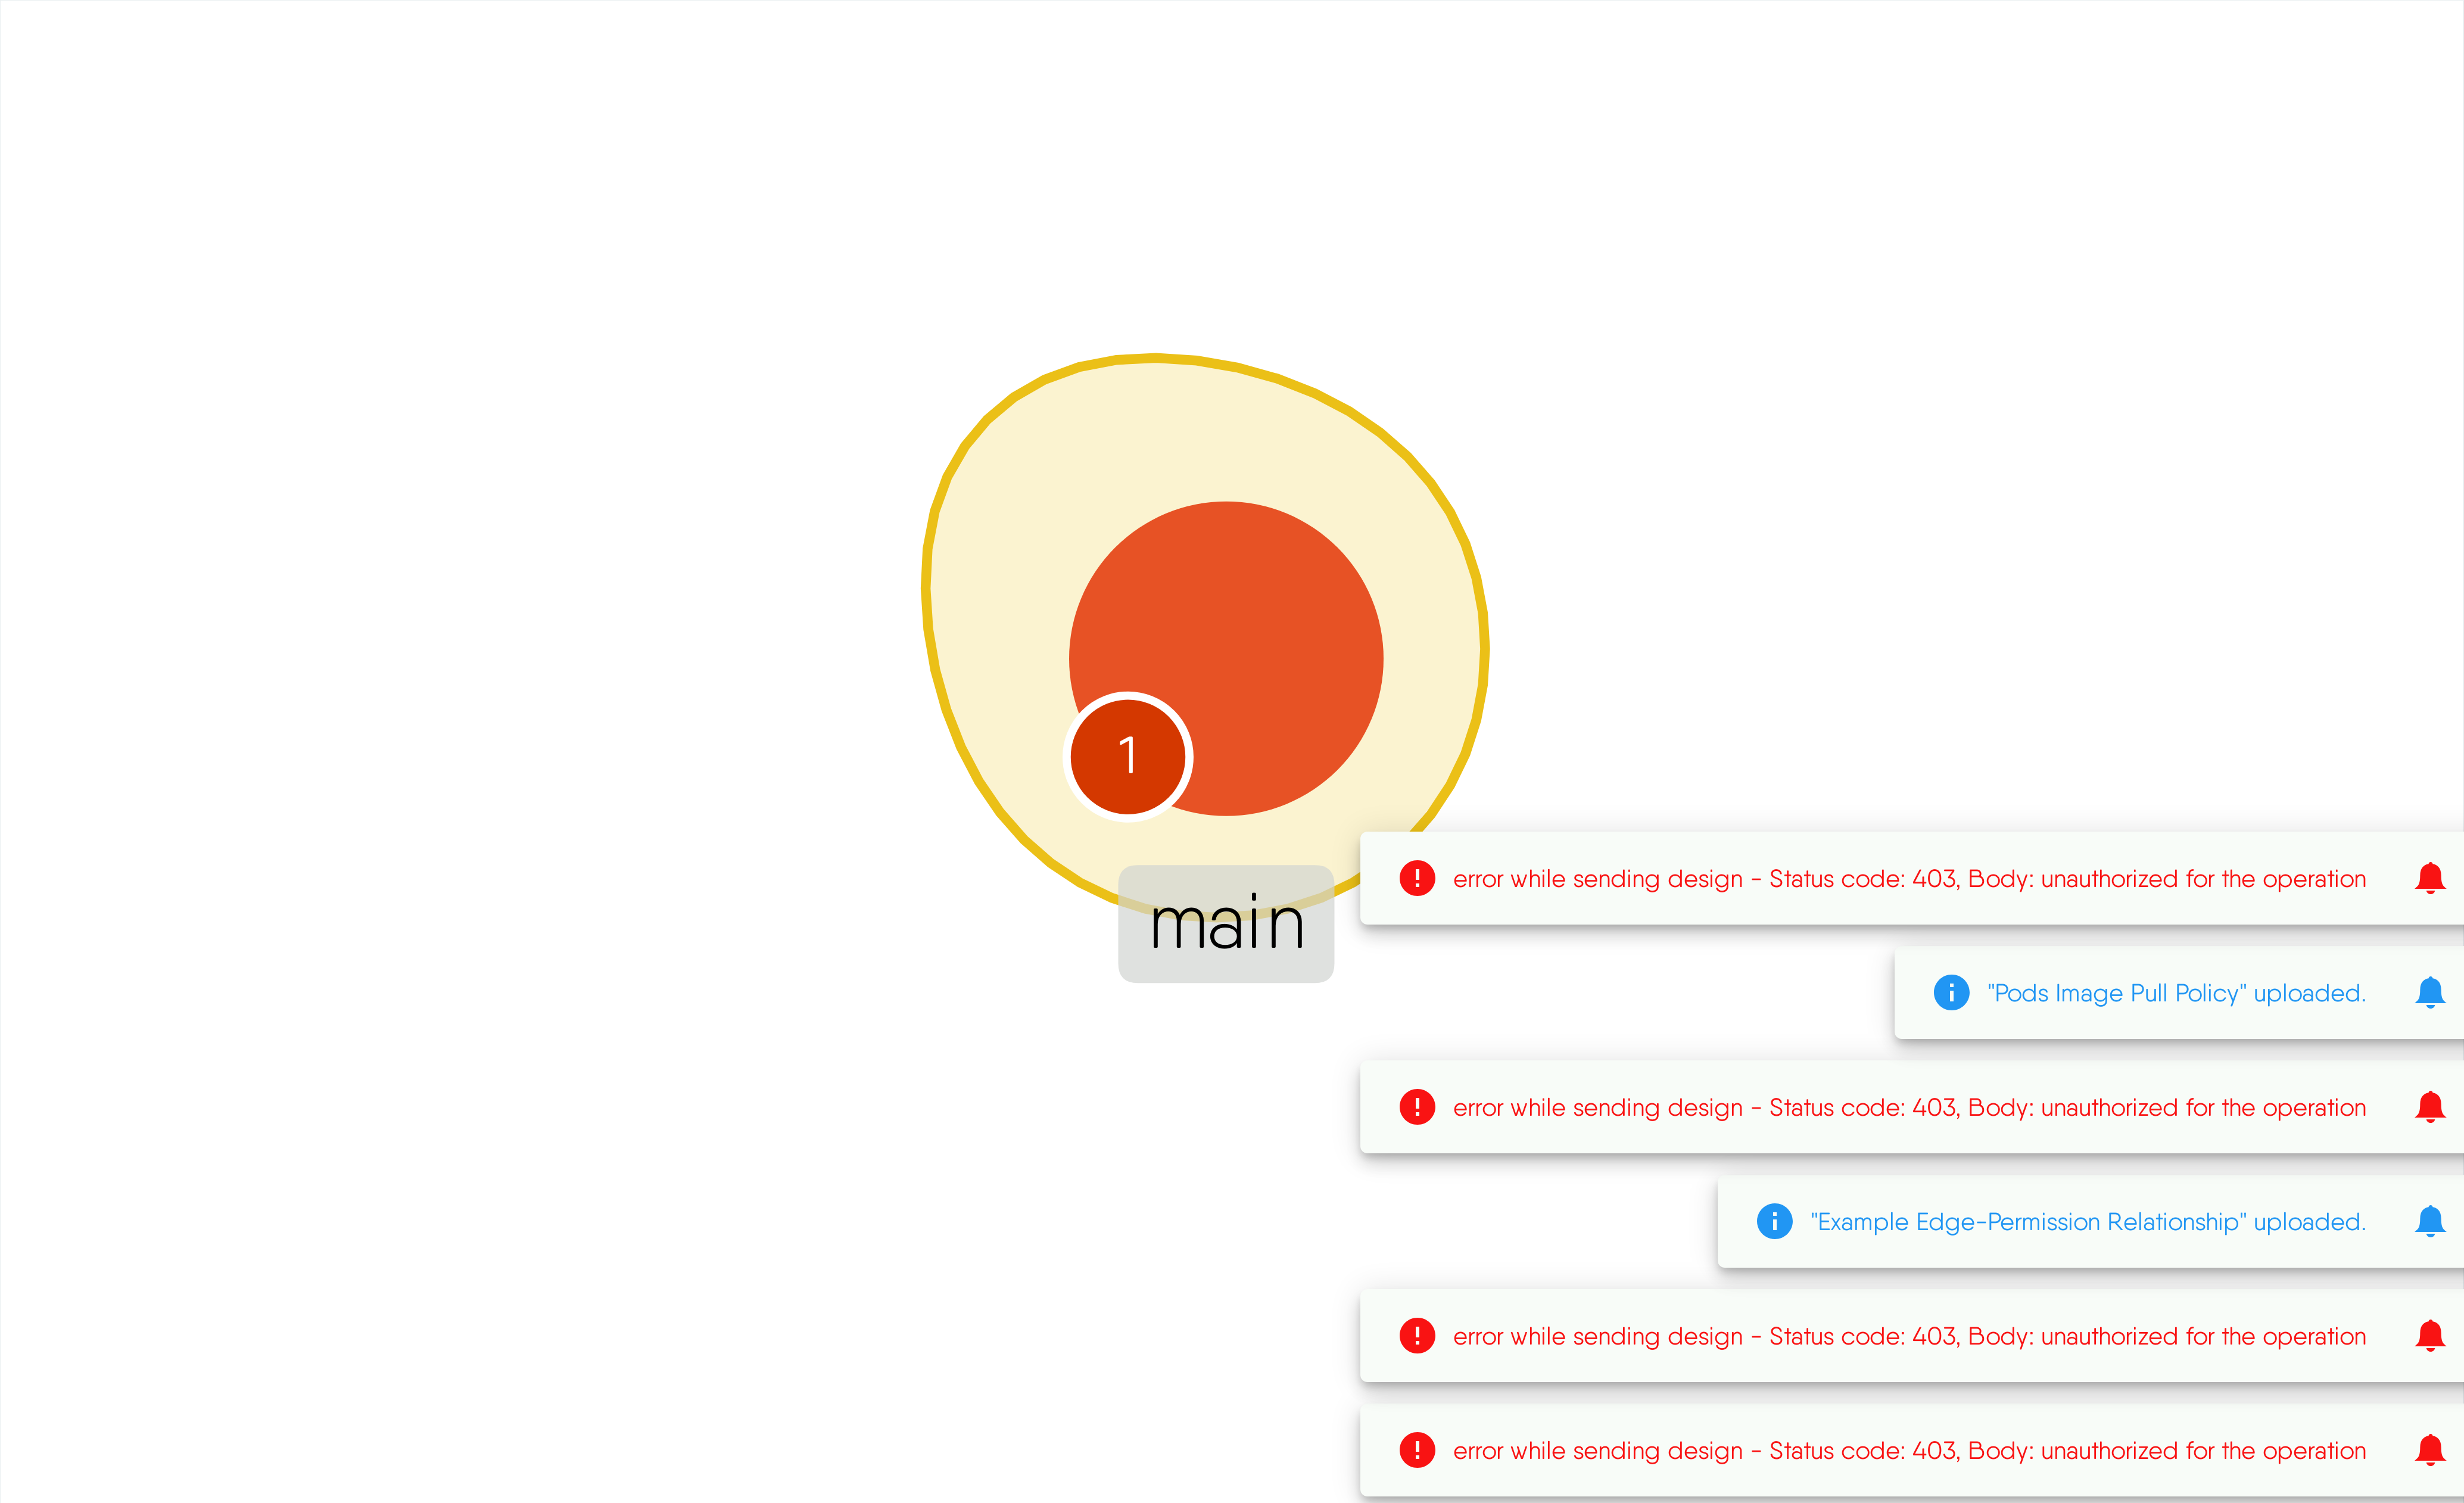 1
main
error while sending design - Status code: 403, Body: unauthorized for the operation
"Pods Image Pull Policy" uploaded.
error while sending design - Status code: 403, Body: unauthorized for the operation
"Example Edge-Permission Relationship" uploaded.
error while sending design - Status code: 403, Body: unauthorized for the operation
error while sending design - Status code: 403, Body: unauthorized for the operation